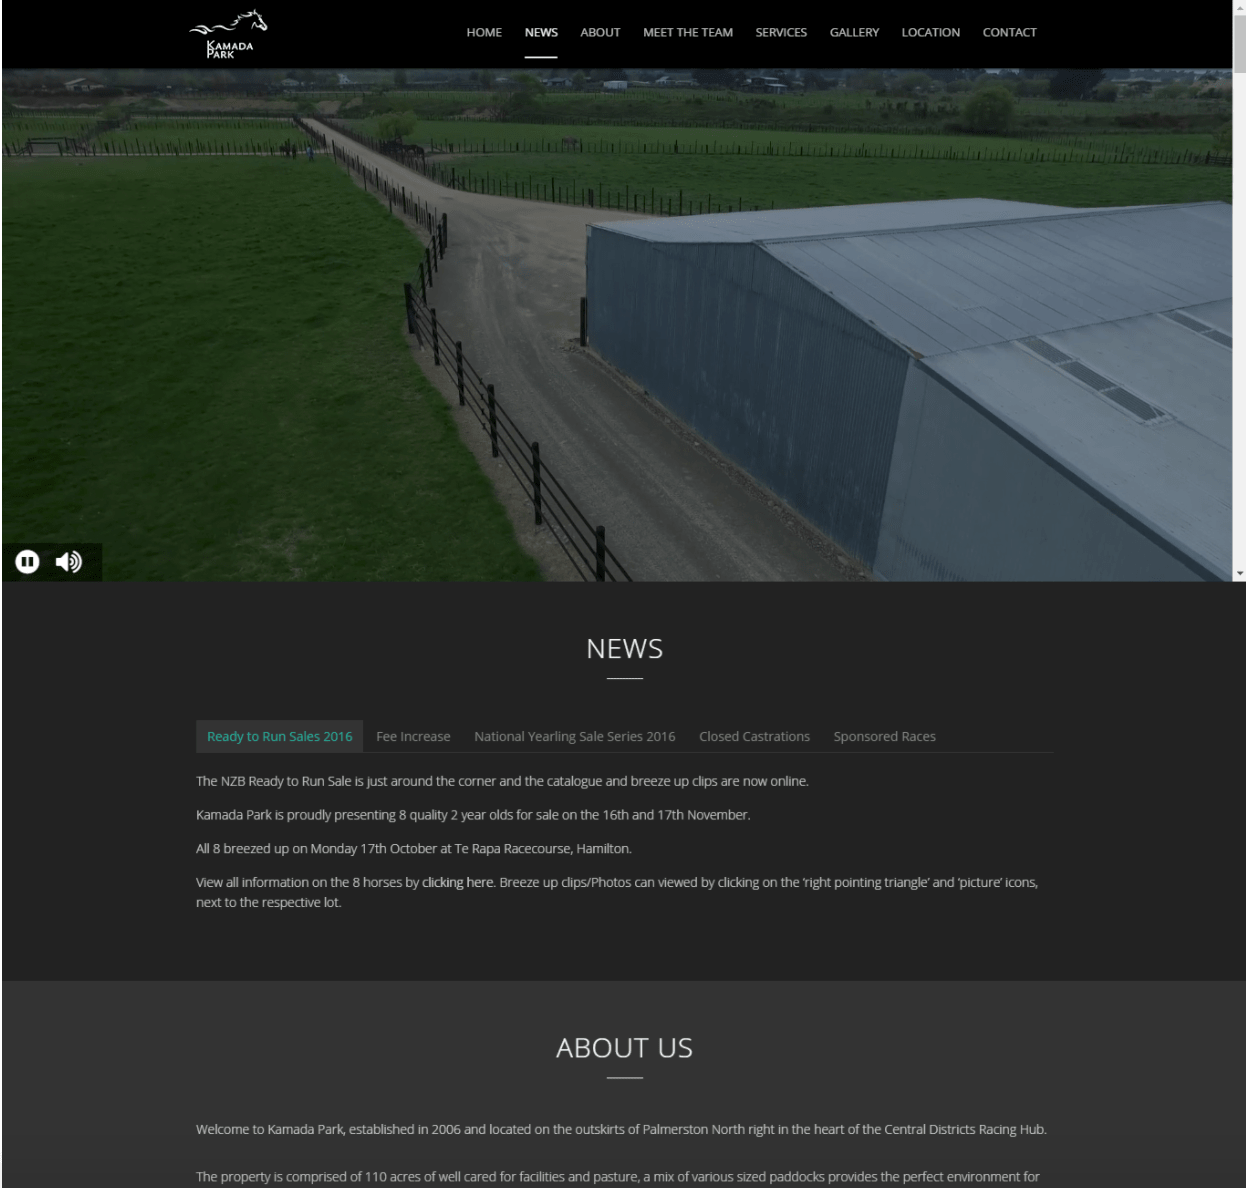 KAMADA
PARK
HOME NEWS ABOUT MEET THE TEAM SERVICES GALLERY LOCATION CONTACT
NEWS
Ready to Run Sales 2016 Fee Increase National Yearling Sale Series 2016 Closed Castrations Sponsored Races
The NZB Ready to Run Sale is just around the corner and the catalogue and breeze up clips are now online.
Kamada Park is proudly presenting 8 quality 2 year olds for sale on the 16th and 17th November.
All 8 breezed up on Monday 17th October at Te Rapa Racecourse, Hamilton.
View all information on the 8 horses by clicking here. Breeze up clips/Photos can viewed by clicking on the ‘right pointing triangle’ and ‘picture’ icons,
next to the respective lot.
ABOUT US
Welcome to Kamada Park, established in 2006 and located on the outskirts of Palmerston North right in the heart of the Central Districts Racing Hub.
The property is comprised of 110 acres of well cared for facilities and pasture, a mix of various sized paddocks provides the perfect environment for